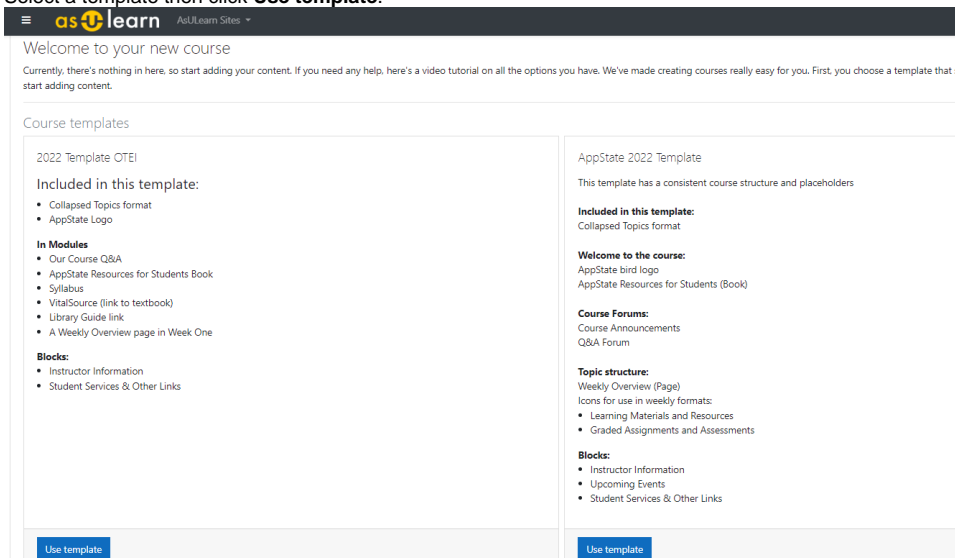 Select a template then click Use template.
asUlearn AsULearn Sites
Welcome to your new course
Currently, there's nothing in here, so start adding your content. If you need any help, here's a video tutorial on all the options you have. We've made creating courses really easy for you. First, you choose a template that
start adding content.
Course templates
2022 Template OTEI
Included in this template:
• Collapsed Topics format
• AppState Logo
In Modules
• Our Course Q&A
• AppState Resources for Students Book
• Syllabus
• VitalSource (link to textbook)
• Library Guide link
• A Weekly Overview page in Week One
Blocks:
• Instructor Information
• Student Services & Other Links
Use template
AppState 2022 Template
This template has a consistent course structure and placeholders
Included in this template:
Collapsed Topics format
Welcome to the course:
AppState bird logo
AppState Resources for Students (Book)
Course Forums:
Course Announcements
Q&A Forum
Topic structure:
Weekly Overview (Page)
Icons for use in weekly formats:
• Learning Materials and Resources
• Graded Assignments and Assessments
Blocks:
• Instructor Information
• Upcoming Events
• Student Services & Other Links
Use template